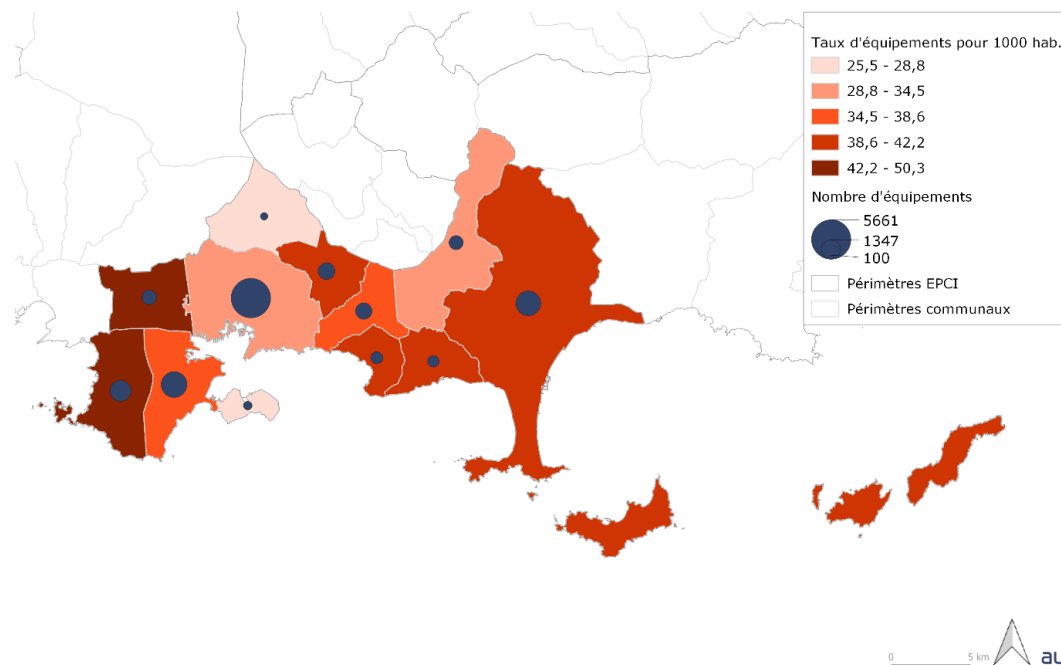 Taux d'équipements pour 1000 hab.
25,5 - 28,8
28,8 - 34,5
34,5 - 38,6
38,6 - 42,2
42,2 - 50,3
Nombre d'équipements
5661
1347
100
Périmètres EPCI
Périmètres communaux
0 5 km
au